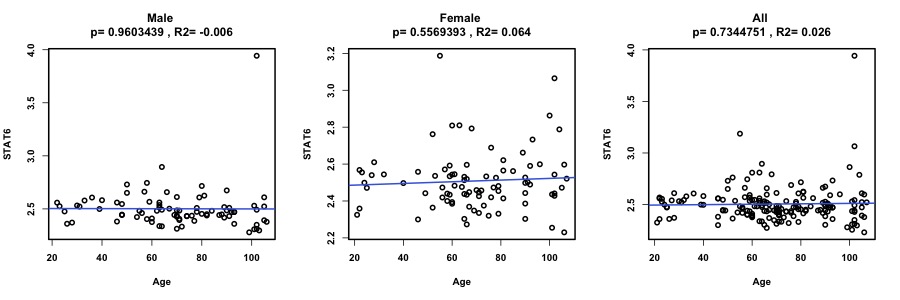 Male
p= 0.9603439 , R2= -0.006
STAT6
4.0
3.5
3.0
2.5
20 40 60 80 100
Age
Female
p= 0.5569393 , R2= 0.064
STAT6
3.2
3.0
2.8
2.6
2.4
2.2
20 40 60 80 100
Age
All
p= 0.7344751 , R2= 0.026
STAT6
4.0
3.5
3.0
2.5
20 40 60 80 100
Age